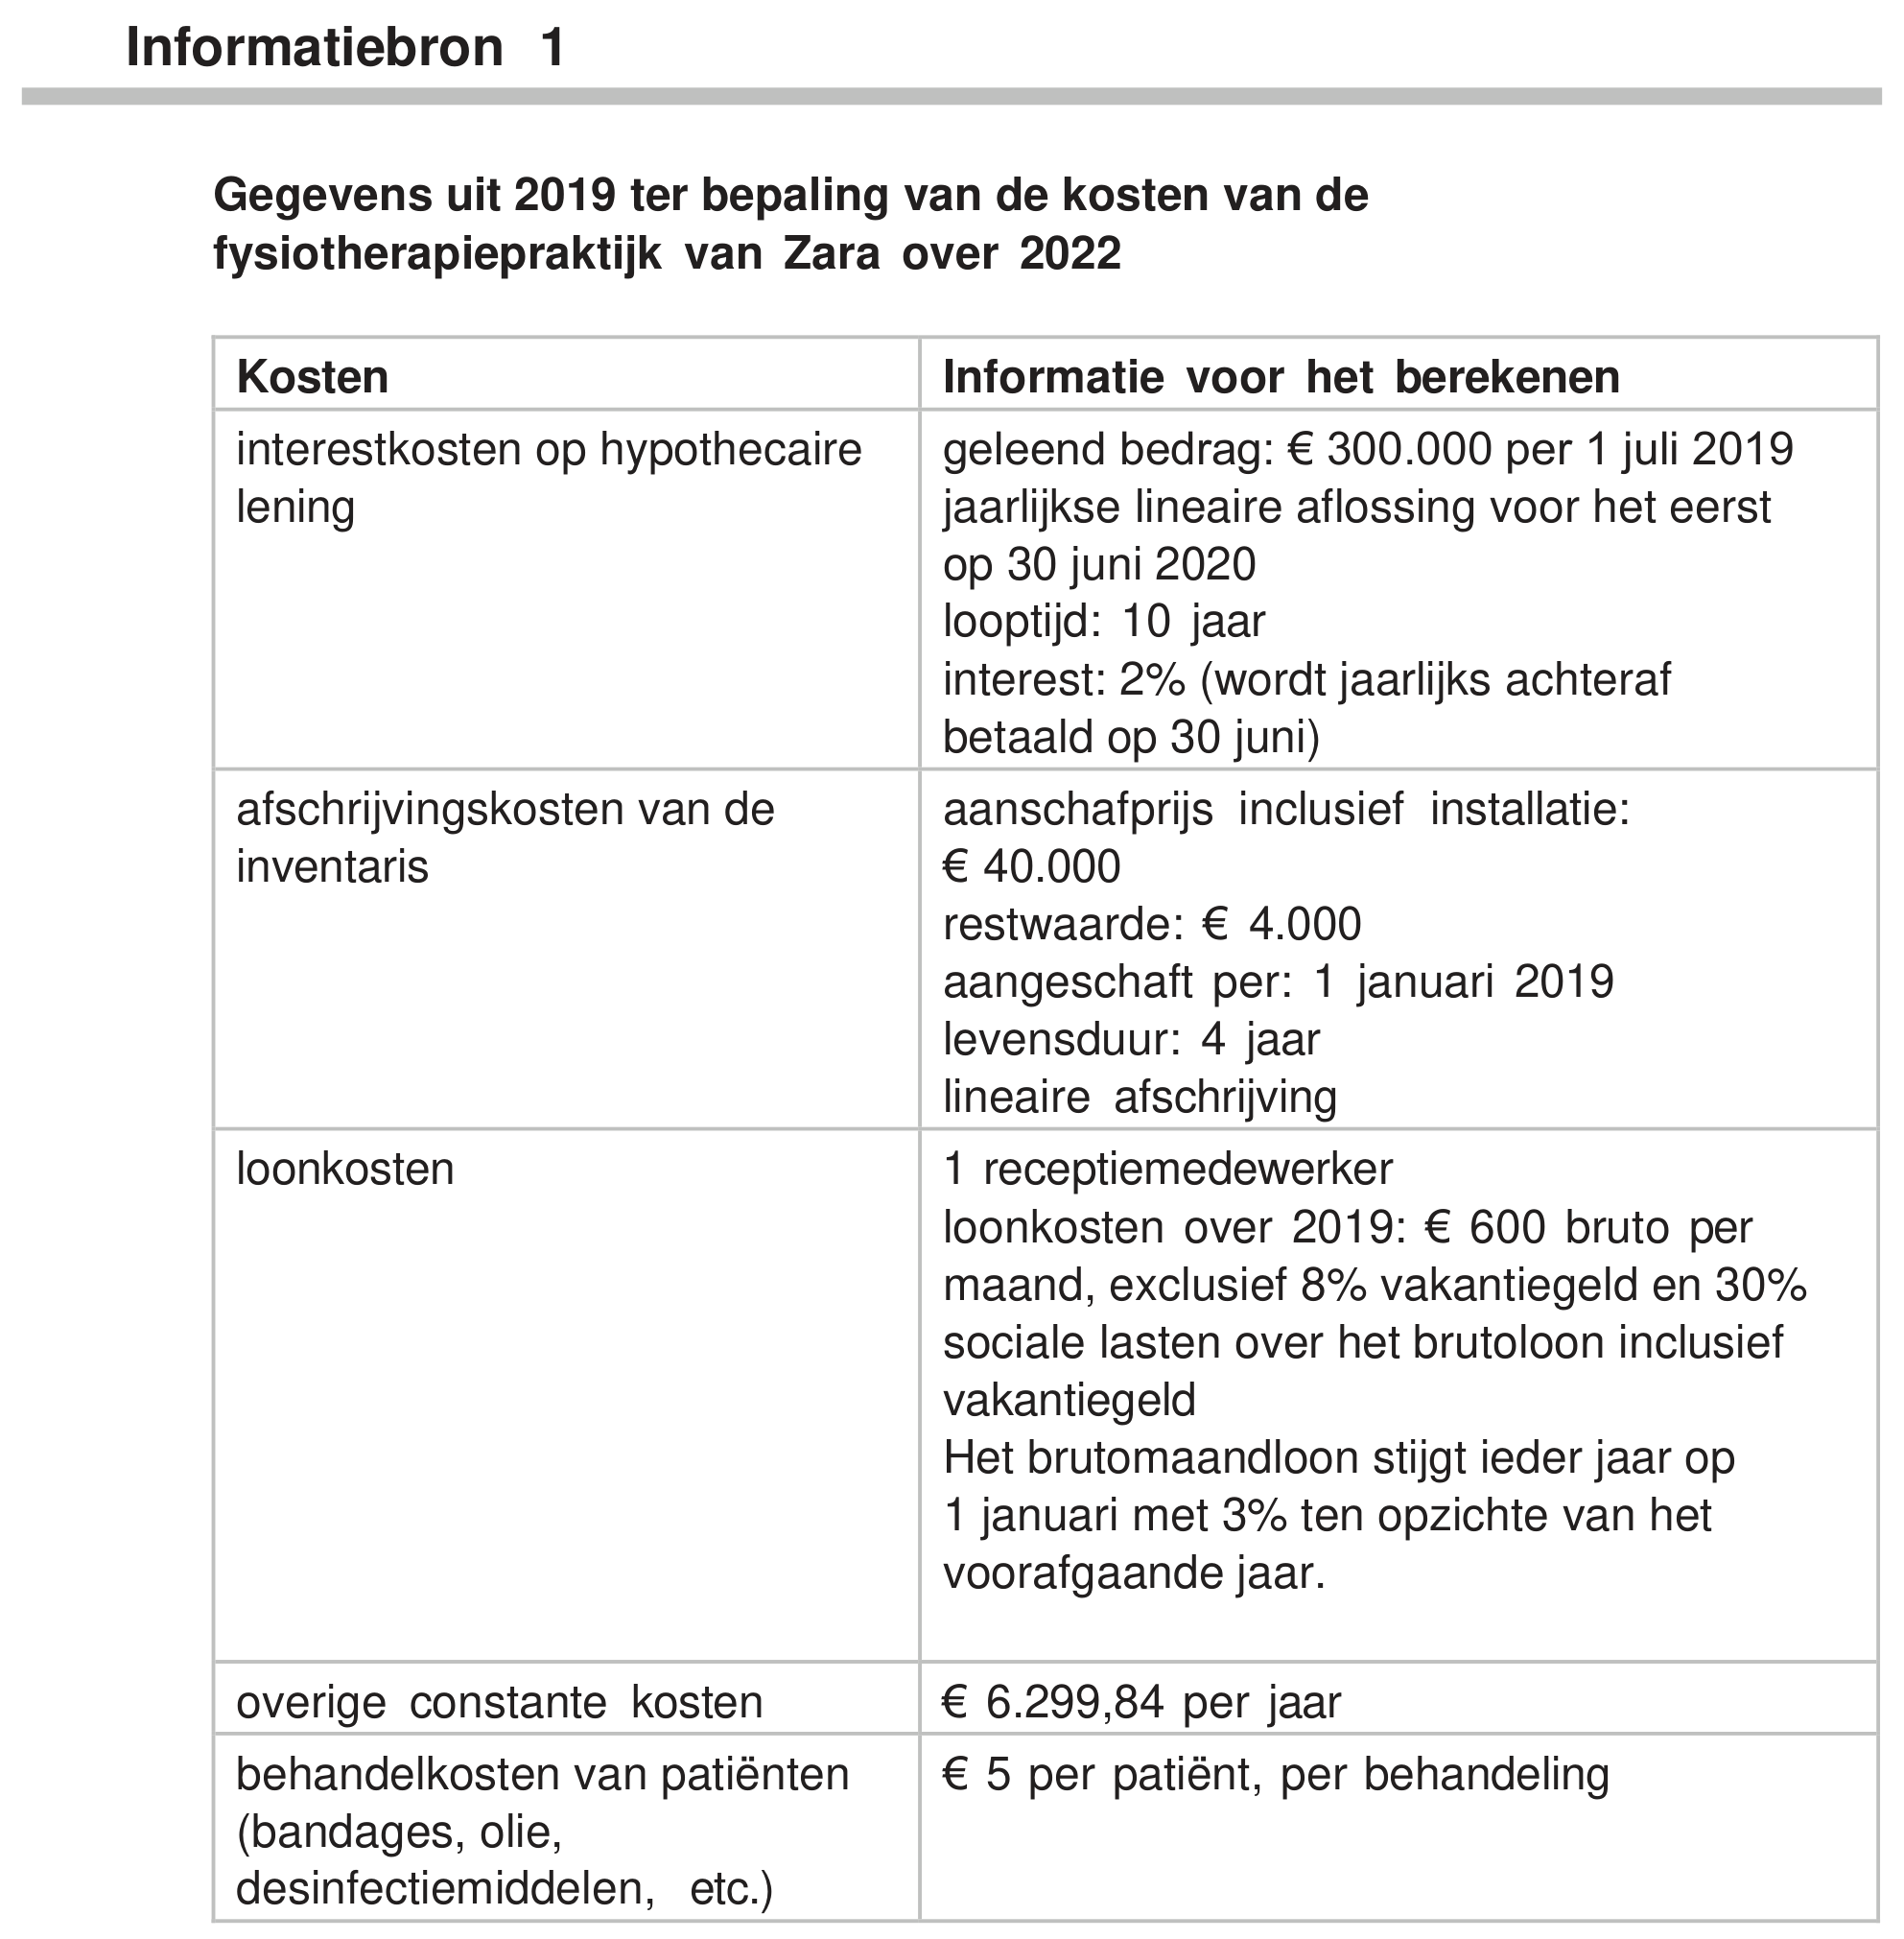 Informatiebron 1
Gegevens uit 2019 ter bepaling van de kosten van de
fysiotherapiepraktijk van Zara over 2022
Kosten
Informatie voor het berekenen
interestkosten op hypothecaire
lening
geleend bedrag: € 300.000 per 1 juli 2019
jaarlijkse lineaire aflossing voor het eerst
op 30 juni 2020
looptijd: 10 jaar
interest: 2% (wordt jaarlijks achteraf
betaald op 30 juni)
afschrijvingskosten van de
inventaris
aanschafprijs inclusief installatie:
€ 40.000
restwaarde: € 4.000
aangeschaft per: 1 januari 2019
levensduur: 4 jaar
lineaire afschrijving
loonkosten
1 receptiemedewerker
loonkosten over 2019: € 600 bruto per
maand, exclusief 8% vakantiegeld en 30%
sociale lasten over het brutoloon inclusief
vakantiegeld
Het brutomaandloon stijgt ieder jaar op
1 januari met 3% ten opzichte van het
voorafgaande jaar.
overige constante kosten
€ 6.299,84 per jaar
behandelkosten van patiënten
(bandages, olie,
desinfectiemiddelen, etc.)
€ 5 per patiënt, per behandeling